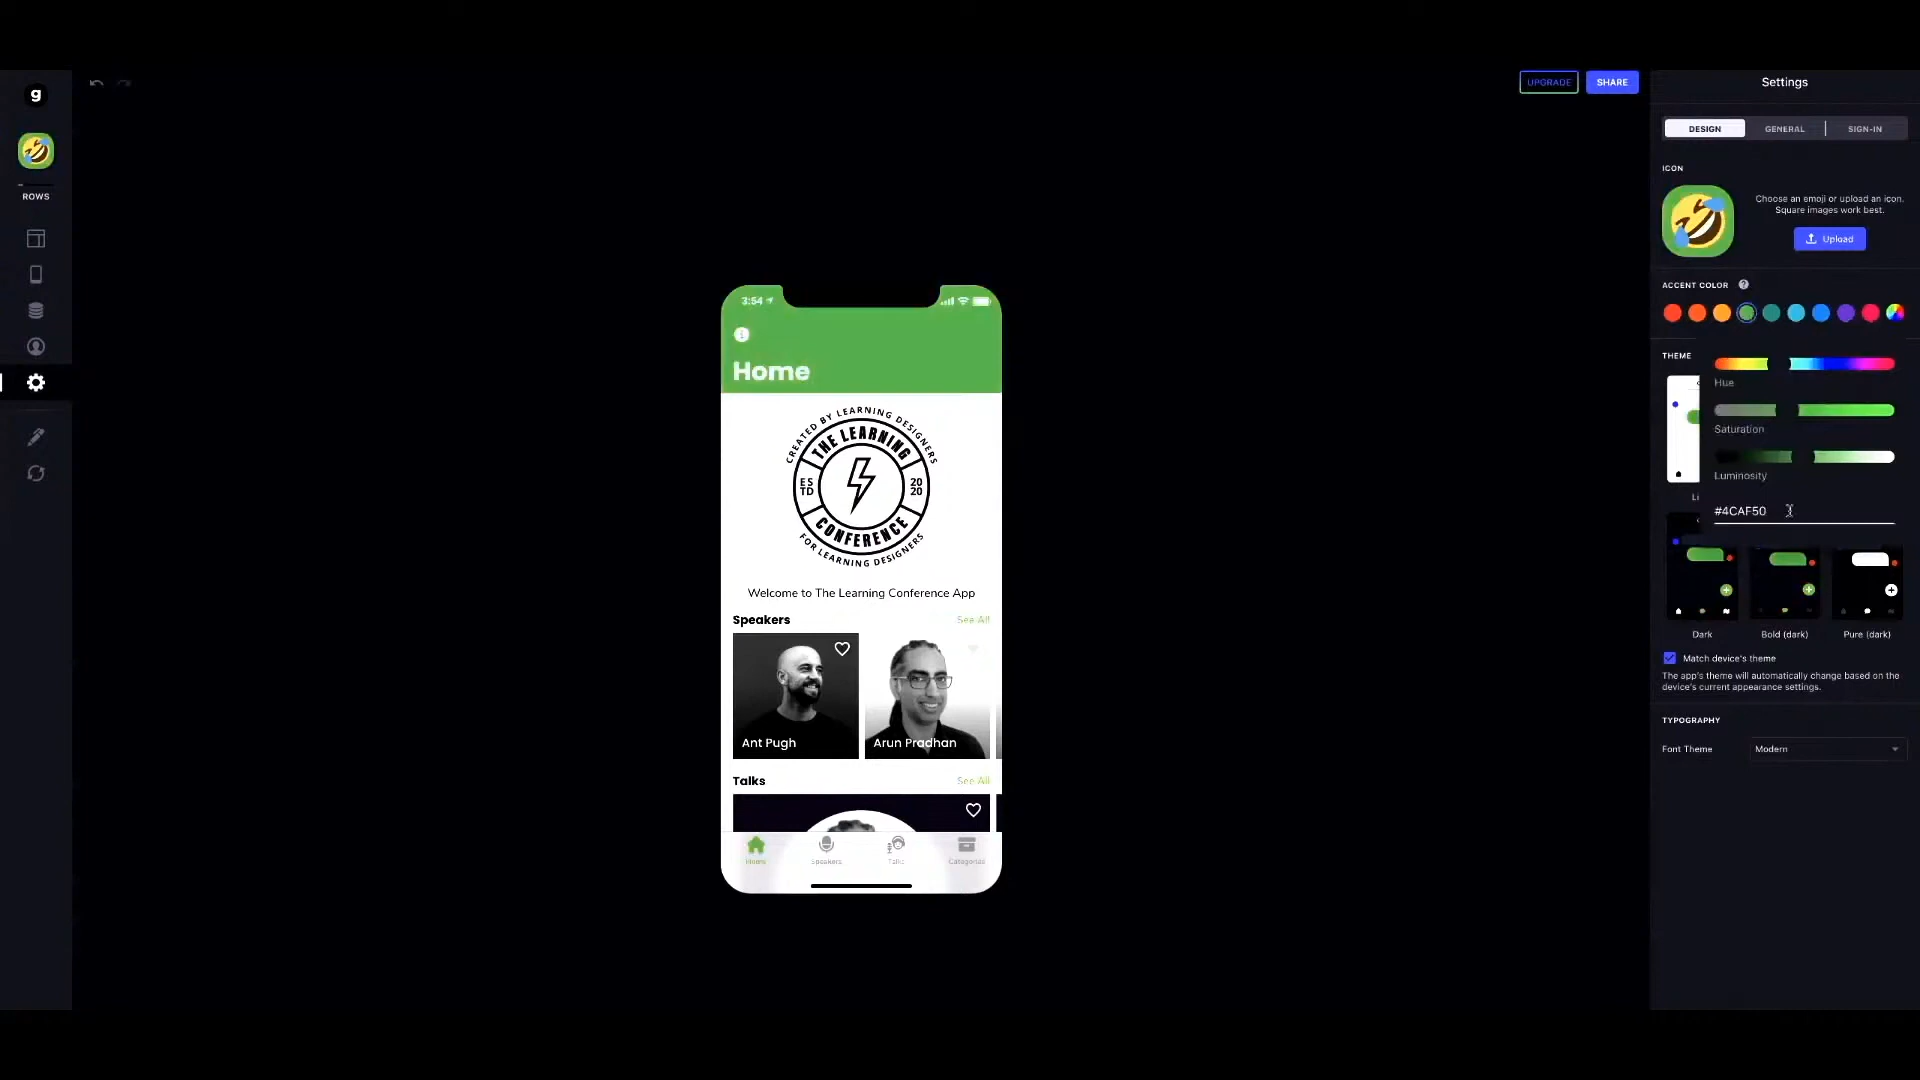 g
ROWS
UPGRADE
SHARE
Settings
DESIGN
GENERAL
SIGN-IN
ICON
Choose an emoji or upload an icon.
Square images work best.
Upload
ACCENT COLOR ?
THEME
Hue
Saturation
Luminosity
Li
#4CAF50
Dark
Bold (dark)
Pure (dark)
Match device's theme
The app's theme will automatically change based on the
device's current appearance settings.
TYPOGRAPHY
Font Theme
Modern
3:54
Home
CREATED BY LEARNING DESIGNERS
THE LEARNING
ES
TD
20
20
CONFERENCE
FOR LEARNING DESIGNERS
Welcome to The Learning Conference App
Speakers
See All
Ant Pugh
Arun Pradhan
Talks
See All
Home
Speakers
Talks
Categories